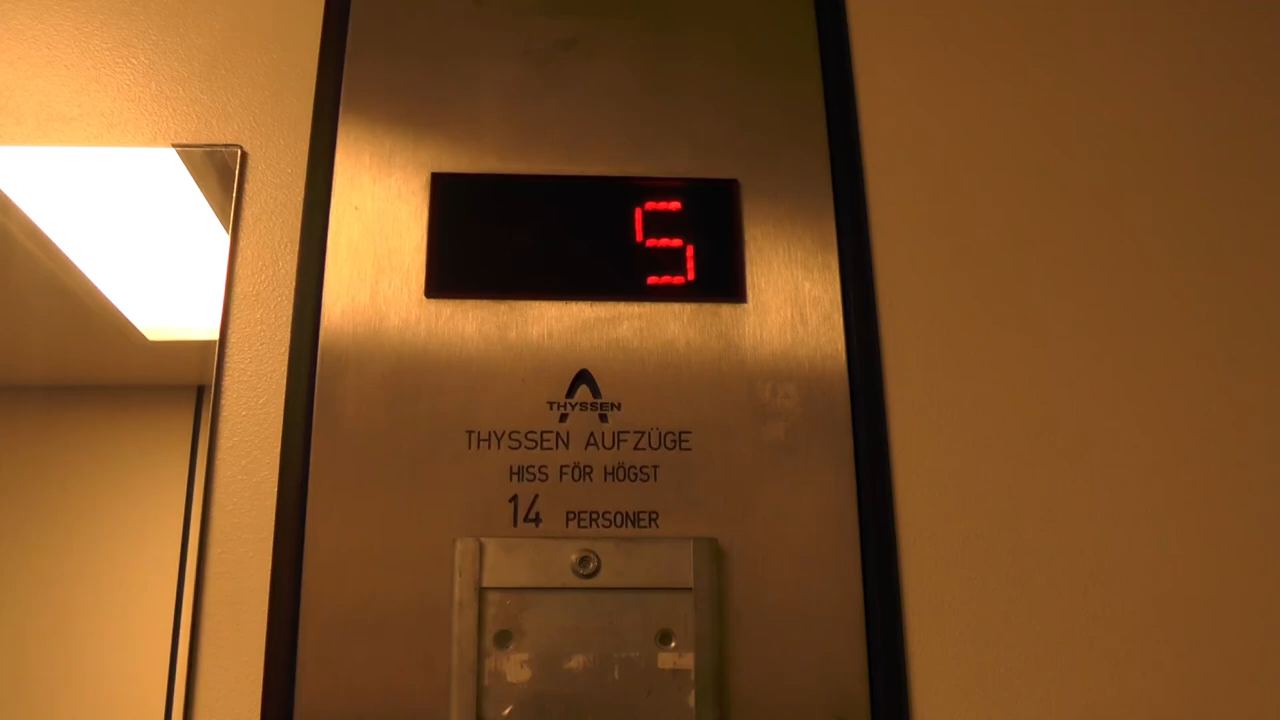 5
THYSSEN
THYSSEN AUFZÜGE
HISS FÖR HÖGST
14 PERSONER